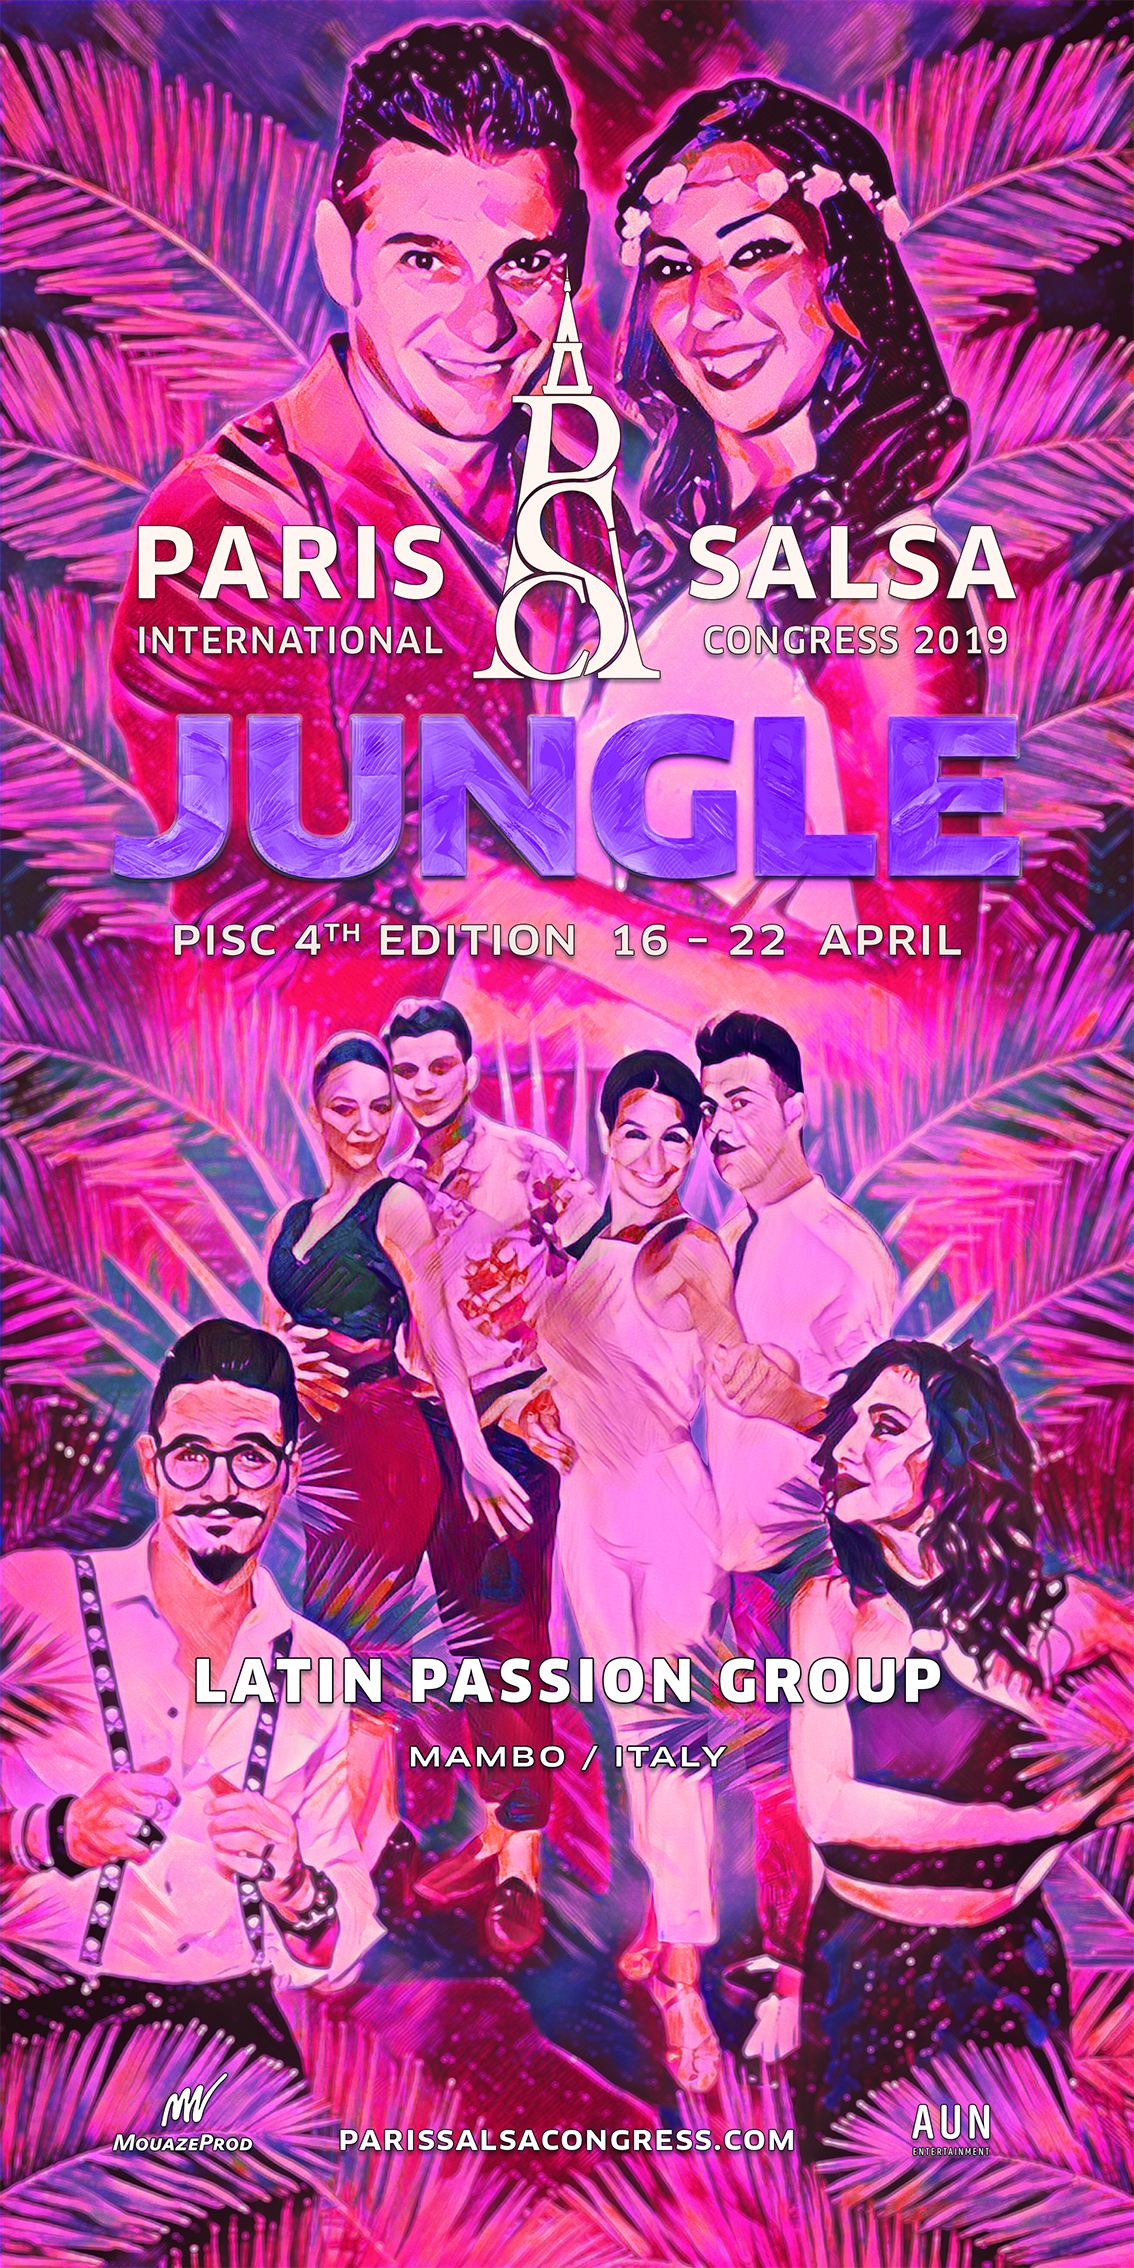 PARIS SALSA
INTERNATIONAL CONGRESS 2019
PISC
JUNGLE
PISC 4TH EDITION 16 – 22 APRIL
LATIN PASSION GROUP
MAMBO / ITALY
MOUAZEPROD
PARISSALSACONGRESS.COM
AUN
ENTERTAINMENT